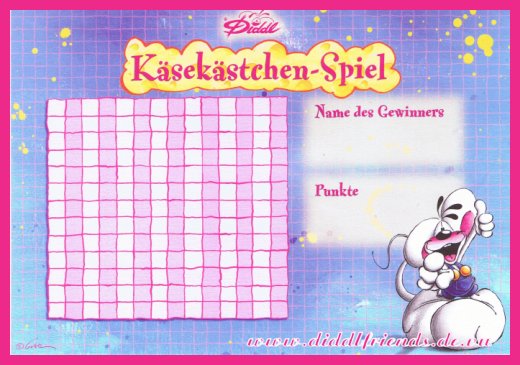 Diddl
Käsekästchen-Spiel
Name des Gewinners
Punkte
www.diddlfriends.de.vu